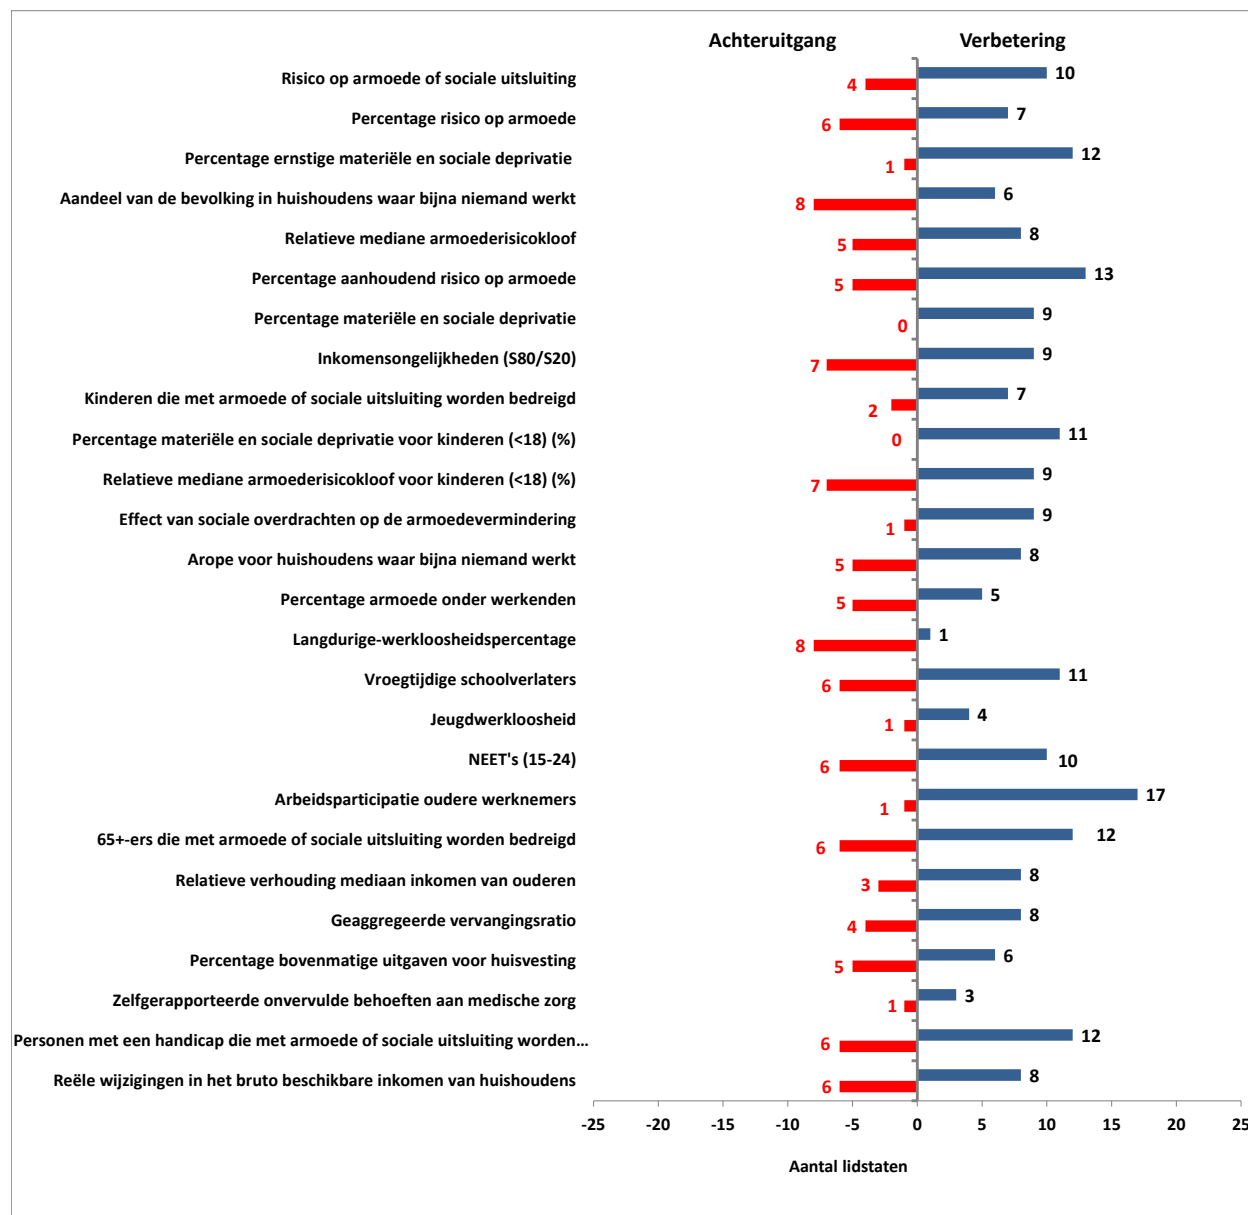 Achteruitgang Verbetering
Risico op armoede of sociale uitsluiting 4 10
Percentage risico op armoede 6 7
Percentage ernstige materiële en sociale deprivatie 1 12
Aandeel van de bevolking in huishoudens waar bijna niemand werkt 8 6
Relatieve mediane armoederisicokloof 5 8
Percentage aanhoudend risico op armoede 5 13
Percentage materiële en sociale deprivatie 0 9
Inkomensongelijkheden (S80/S20) 7 9
Kinderen die met armoede of sociale uitsluiting worden bedreigd 2 7
Percentage materiële en sociale deprivatie voor kinderen (<18) (%) 0 11
Relatieve mediane armoederisicokloof voor kinderen (<18) (%) 7 9
Effect van sociale overdrachten op de armoedevermindering 1 9
Arope voor huishoudens waar bijna niemand werkt 5 8
Percentage armoede onder werkenden 5 5
Langdurige-werkloosheidspercentage 8 1
Vroegtijdige schoolverlaters 6 11
Jeugdwerkloosheid 1 4
NEET's (15-24) 6 10
Arbeidsparticipatie oudere werknemers 1 17
65+-ers die met armoede of sociale uitsluiting worden bedreigd 6 12
Relatieve verhouding mediaan inkomen van ouderen 3 8
Geaggregeerde vervangingsratio 4 8
Percentage bovenmatige uitgaven voor huisvesting 5 6
Zelfgerapporteerde onvervulde behoeften aan medische zorg 1 3
Personen met een handicap die met armoede of sociale uitsluiting worden... 6 12
Reële wijzigingen in het bruto beschikbare inkomen van huishoudens 6 8
-25 -20 -15 -10 -5 0 5 10 15 20 25
Aantal lidstaten